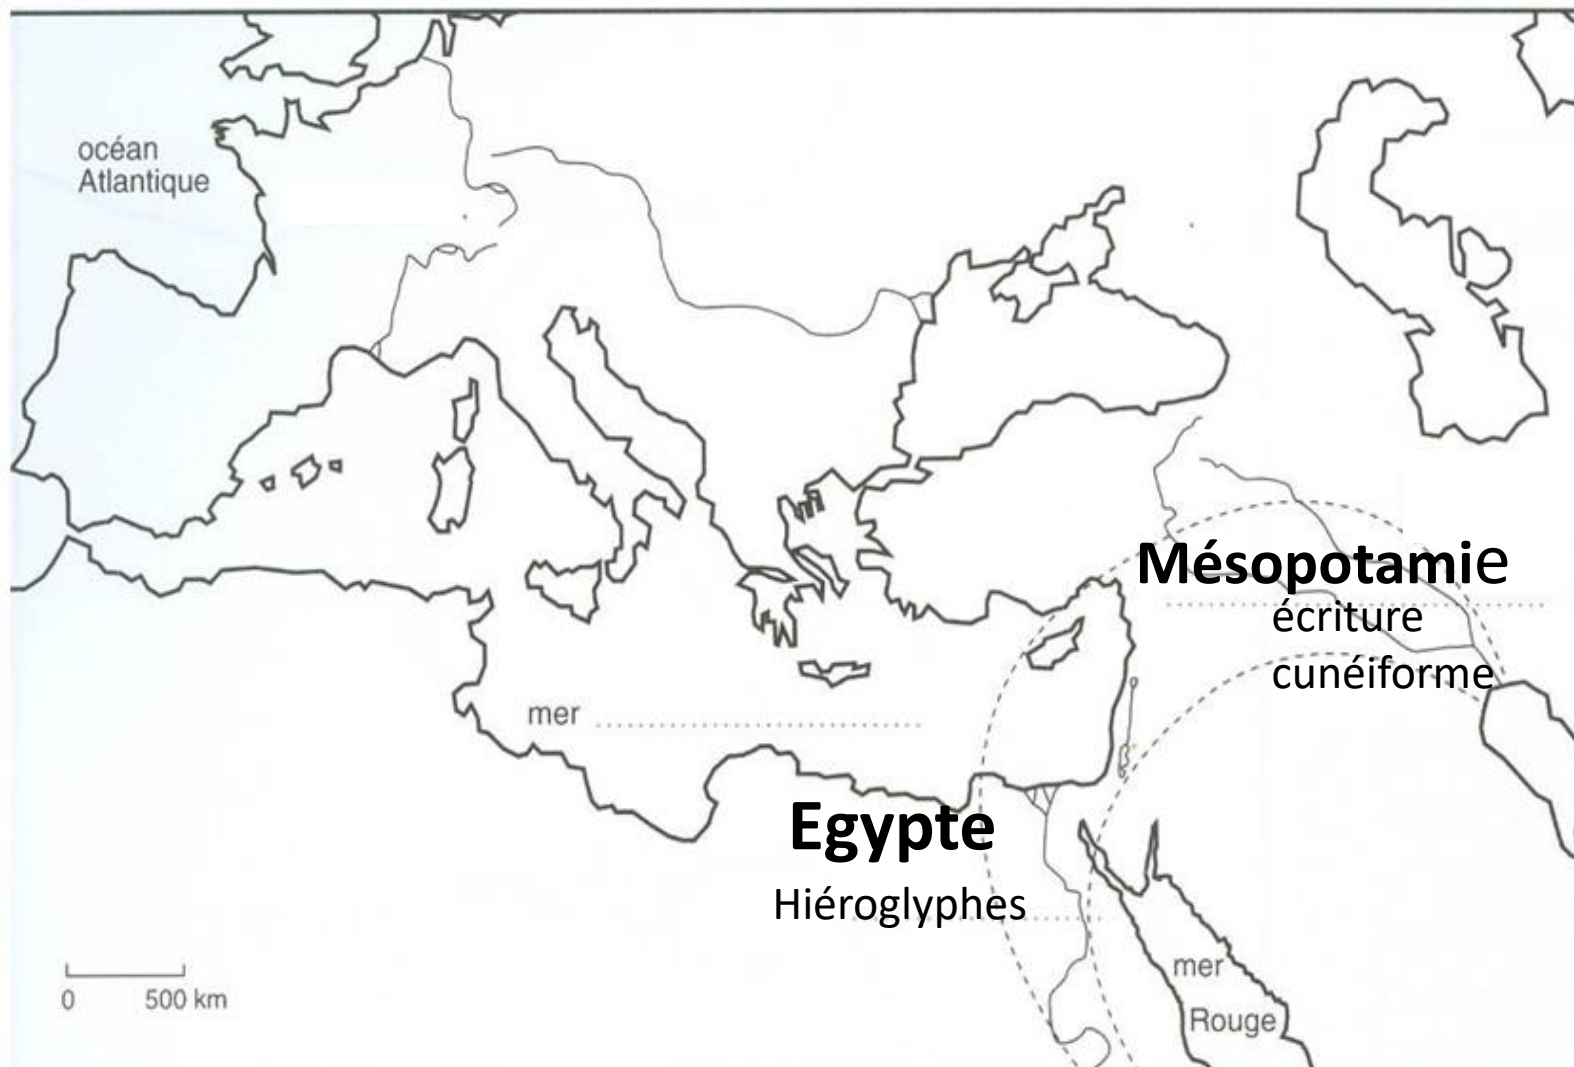 océan
Atlantique
Mésopotamie
écriture
cunéiforme
mer ....................
Egypte
Hiéroglyphes
mer
Rouge
0 500 km